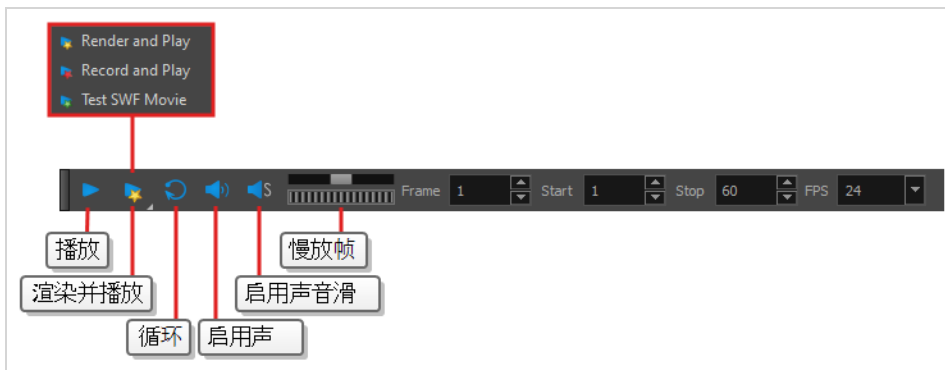 Render and Play
Record and Play
Test SWF Movie
S Frame 1 Start 1 Stop 60 FPS 24
播放 慢放帧
渲染并播放 启用声音滑
循环 启用声